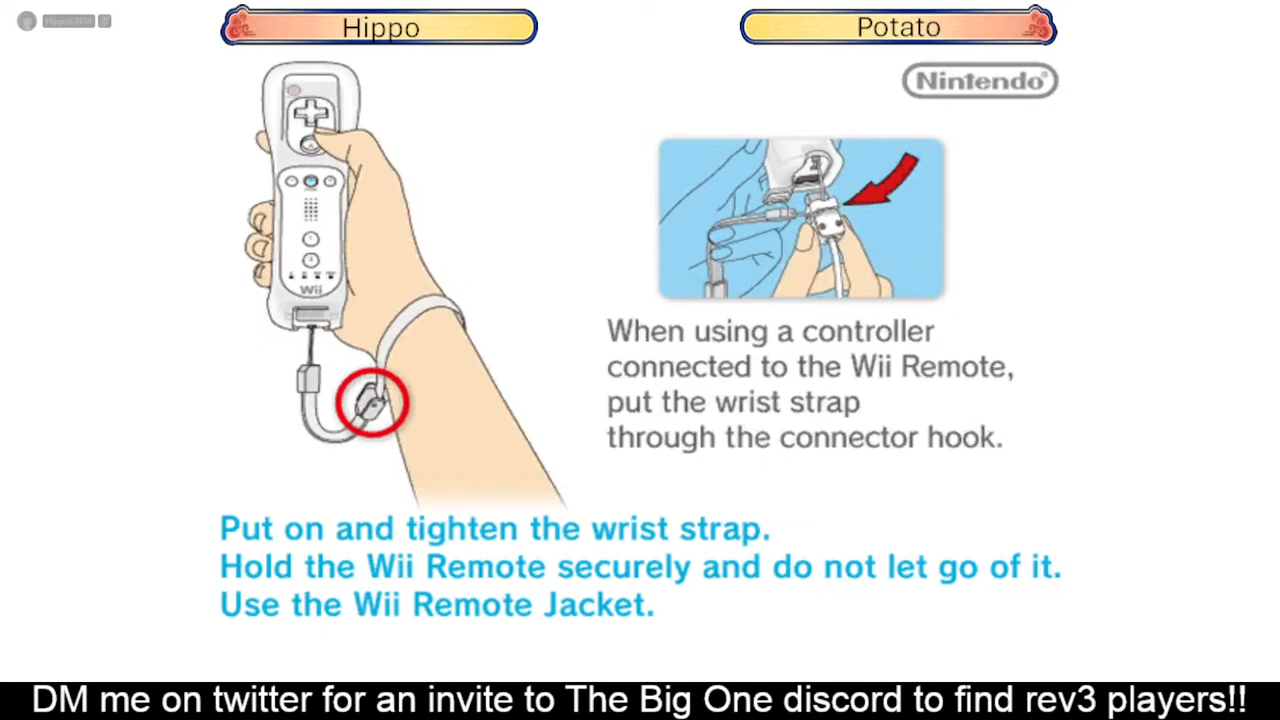 Hippo
Potato
Nintendo®
Wii
When using a controller
connected to the Wii Remote,
put the wrist strap
through the connector hook.
Put on and tighten the wrist strap.
Hold the Wii Remote securely and do not let go of it.
Use the Wii Remote Jacket.
DM me on twitter for an invite to The Big One discord to find rev3 players!!